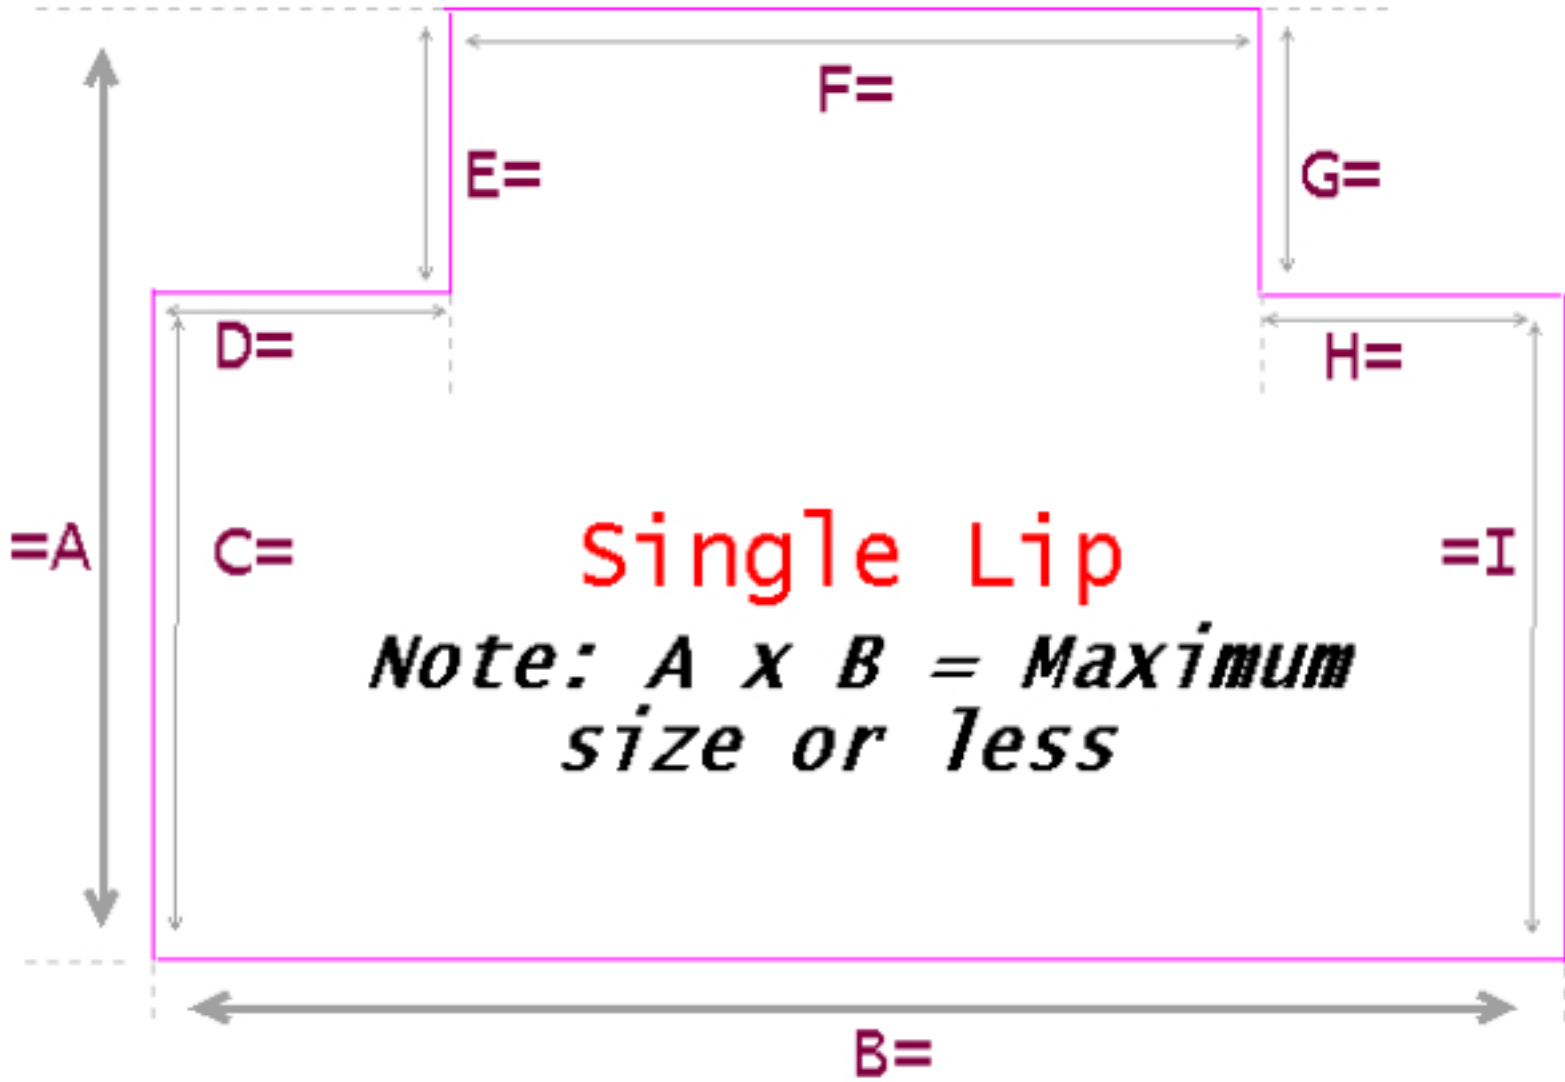 F=
E=
G=
D=
H=
=A
C=
Single Lip
=I
Note: A x B = Maximum
size or less
B=